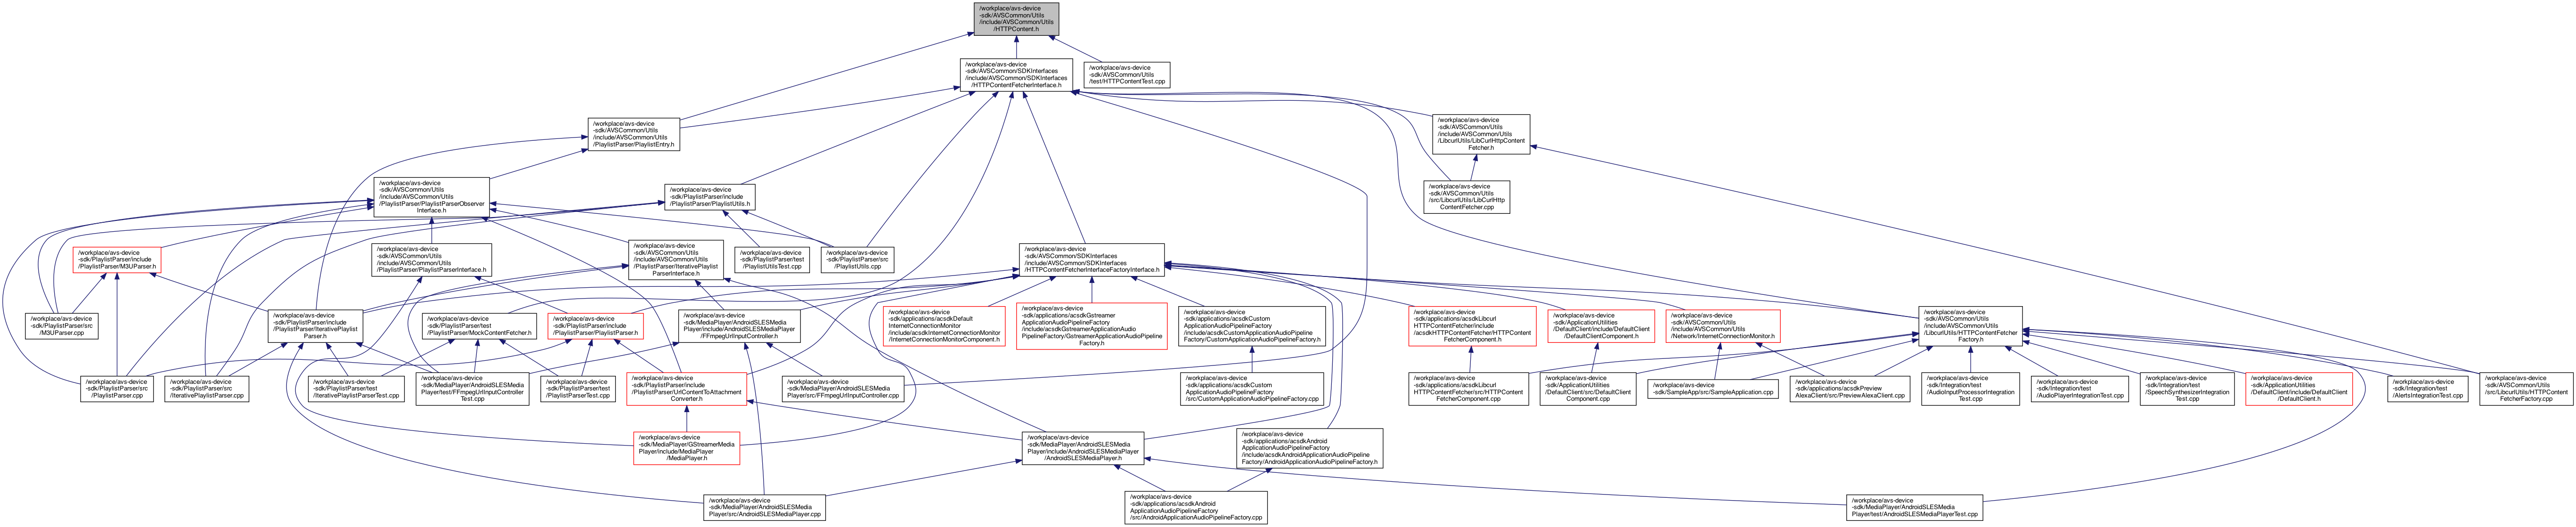 /workplace/avs-device
-sdk/AVSCommon/Utils
/include/AVSCommon/Utils
/HTTPContent.h
/workplace/avs-device
-sdk/AVSCommon/SDKInterfaces
/include/AVSCommon/SDKInterfaces
/HTTPContentFetcherInterface.h
/workplace/avs-device
-sdk/AVSCommon/Utils
/test/HTTPContentTest.cpp
/workplace/avs-device
-sdk/AVSCommon/Utils
/include/AVSCommon/Utils
/PlaylistParser/PlaylistEntry.h
/workplace/avs-device
-sdk/AVSCommon/Utils
/include/AVSCommon/Utils
/LibcurlUtils/LibCurlHttpContent
Fetcher.h
/workplace/avs-device
-sdk/AVSCommon/Utils
/include/AVSCommon/Utils
/PlaylistParser/PlaylistParserObserver
Interface.h
/workplace/avs-device
-sdk/PlaylistParser/include
/PlaylistParser/PlaylistUtils.h
/workplace/avs-device
-sdk/AVSCommon/Utils
/src/LibcurlUtils/LibCurlHttp
ContentFetcher.cpp
/workplace/avs-device
-sdk/PlaylistParser/include
/PlaylistParser/M3UParser.h
/workplace/avs-device
-sdk/AVSCommon/Utils
/include/AVSCommon/Utils
/PlaylistParser/PlaylistParserInterface.h
/workplace/avs-device
-sdk/AVSCommon/Utils
/include/AVSCommon/Utils
/PlaylistParser/IterativePlaylist
ParserInterface.h
/workplace/avs-device
-sdk/PlaylistParser/test
/PlaylistUtilsTest.cpp
/workplace/avs-device
-sdk/PlaylistParser/src
/PlaylistUtils.cpp
/workplace/avs-device
-sdk/AVSCommon/SDKInterfaces
/include/AVSCommon/SDKInterfaces
/HTTPContentFetcherInterfaceFactoryInterface.h
/workplace/avs-device
-sdk/PlaylistParser/src
/M3UParser.cpp
/workplace/avs-device
-sdk/PlaylistParser/include
/PlaylistParser/IterativePlaylist
Parser.h
/workplace/avs-device
-sdk/PlaylistParser/test
/PlaylistParser/MockContentFetcher.h
/workplace/avs-device
-sdk/PlaylistParser/include
/PlaylistParser/PlaylistParser.h
/workplace/avs-device
-sdk/MediaPlayer/AndroidSLESMedia
Player/include/AndroidSLESMediaPlayer
/FFmpegUrlInputController.h
/workplace/avs-device
-sdk/applications/acsdkDefault
InternetConnectionMonitor
/include/acsdkInternetConnectionMonitor
/InternetConnectionMonitorComponent.h
/workplace/avs-device
-sdk/applications/acsdkGstreamer
ApplicationAudioPipelineFactory
/include/acsdkGstreamerApplicationAudio
PipelineFactory/GstreamerApplicationAudioPipeline
Factory.h
/workplace/avs-device
-sdk/applications/acsdkCustom
ApplicationAudioPipelineFactory
/include/acsdkCustomApplicationAudioPipeline
Factory/CustomApplicationAudioPipelineFactory.h
/workplace/avs-device
-sdk/applications/acsdkLibcurl
HTTPContentFetcher/include
/acsdkHTTPContentFetcher/HTTPContent
FetcherComponent.h
/workplace/avs-device
-sdk/ApplicationUtilities
/DefaultClient/include/DefaultClient
/DefaultClientComponent.h
/workplace/avs-device
-sdk/AVSCommon/Utils
/include/AVSCommon/Utils
/Network/InternetConnectionMonitor.h
/workplace/avs-device
-sdk/AVSCommon/Utils
/include/AVSCommon/Utils
/LibcurlUtils/HTTPContentFetcher
Factory.h
/workplace/avs-device
-sdk/PlaylistParser/src
/PlaylistParser.cpp
/workplace/avs-device
-sdk/PlaylistParser/src
/IterativePlaylistParser.cpp
/workplace/avs-device
-sdk/PlaylistParser/test
/IterativePlaylistParserTest.cpp
/workplace/avs-device
-sdk/MediaPlayer/AndroidSLESMedia
Player/test/FFmpegUrlInputController
Test.cpp
/workplace/avs-device
-sdk/PlaylistParser/test
/PlaylistParserTest.cpp
/workplace/avs-device
-sdk/PlaylistParser/include
/PlaylistParser/UrlContentToAttachment
Converter.h
/workplace/avs-device
-sdk/MediaPlayer/AndroidSLESMedia
Player/src/FFmpegUrlInputController.cpp
/workplace/avs-device
-sdk/applications/acsdkCustom
ApplicationAudioPipelineFactory
/src/CustomApplicationAudioPipelineFactory.cpp
/workplace/avs-device
-sdk/applications/acsdkLibcurl
HTTPContentFetcher/src/HTTPContent
FetcherComponent.cpp
/workplace/avs-device
-sdk/ApplicationUtilities
/DefaultClient/src/DefaultClient
Component.cpp
/workplace/avs-device
-sdk/SampleApp/src/SampleApplication.cpp
/workplace/avs-device
-sdk/applications/acsdkPreview
AlexaClient/src/PreviewAlexaClient.cpp
/workplace/avs-device
-sdk/Integration/test
/AudioInputProcessorIntegration
Test.cpp
/workplace/avs-device
-sdk/Integration/test
/AudioPlayerIntegrationTest.cpp
/workplace/avs-device
-sdk/Integration/test
/SpeechSynthesizerIntegration
Test.cpp
/workplace/avs-device
-sdk/ApplicationUtilities
/DefaultClient/include/DefaultClient
/DefaultClient.h
/workplace/avs-device
-sdk/Integration/test
/AlertsIntegrationTest.cpp
/workplace/avs-device
-sdk/AVSCommon/Utils
/src/LibcurlUtils/HTTPContent
FetcherFactory.cpp
/workplace/avs-device
-sdk/MediaPlayer/GStreamerMedia
Player/include/MediaPlayer
/MediaPlayer.h
/workplace/avs-device
-sdk/MediaPlayer/AndroidSLESMedia
Player/include/AndroidSLESMediaPlayer
/AndroidSLESMediaPlayer.h
/workplace/avs-device
-sdk/applications/acsdkAndroid
ApplicationAudioPipelineFactory
/include/acsdkAndroidApplicationAudioPipeline
Factory/AndroidApplicationAudioPipelineFactory.h
/workplace/avs-device
-sdk/MediaPlayer/AndroidSLESMedia
Player/src/AndroidSLESMediaPlayer.cpp
/workplace/avs-device
-sdk/applications/acsdkAndroid
ApplicationAudioPipelineFactory
/src/AndroidApplicationAudioPipelineFactory.cpp
/workplace/avs-device
-sdk/MediaPlayer/AndroidSLESMedia
Player/test/AndroidSLESMediaPlayerTest.cpp